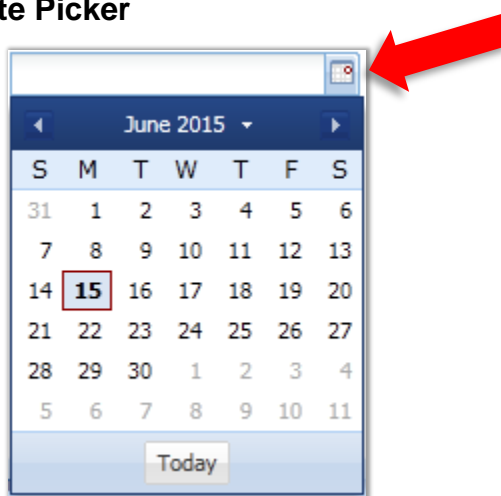 te Picker
June 2015
S M T W T F S
31 1 2 3 4 5 6
7 8 9 10 11 12 13
14 15 16 17 18 19 20
21 22 23 24 25 26 27
28 29 30 1 2 3 4
5 6 7 8 9 10 11
Today